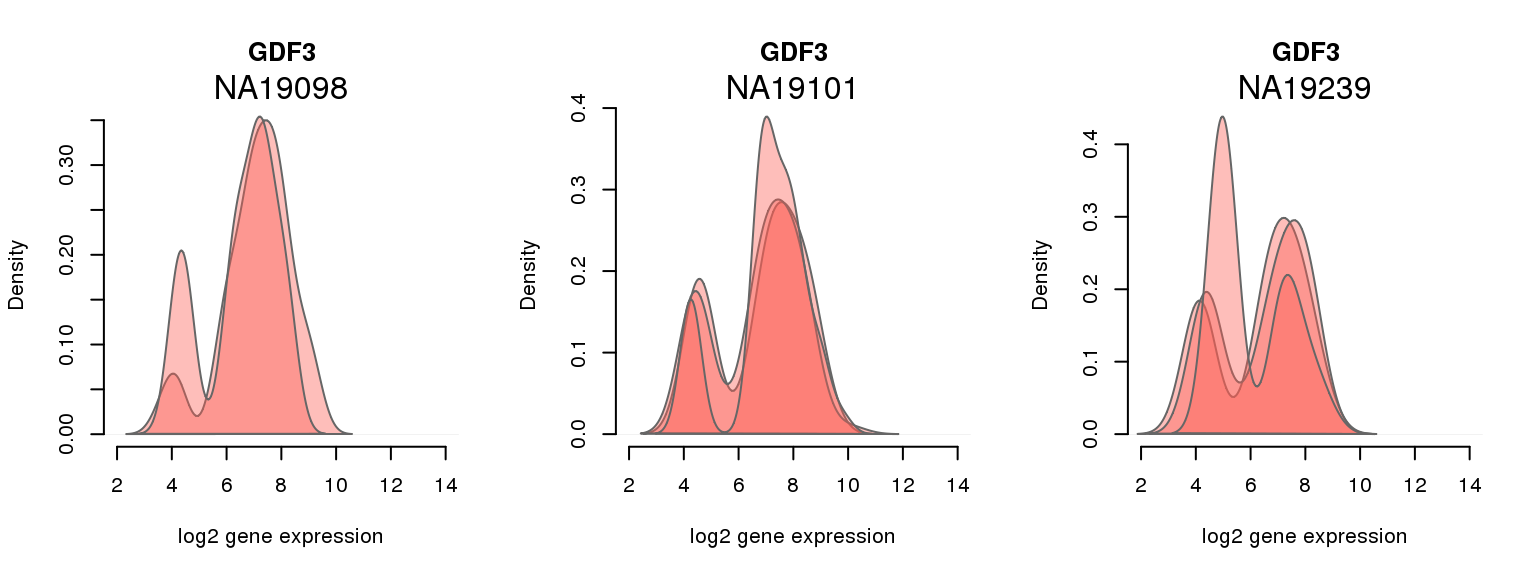 GDF3
NA19098
Density
0.00
0.10
0.20
0.30
2 4 6 8 10 12 14
log2 gene expression
GDF3
NA19101
Density
0.0
0.1
0.2
0.3
0.4
2 4 6 8 10 12 14
log2 gene expression
GDF3
NA19239
Density
0.0
0.1
0.2
0.3
0.4
2 4 6 8 10 12 14
log2 gene expression